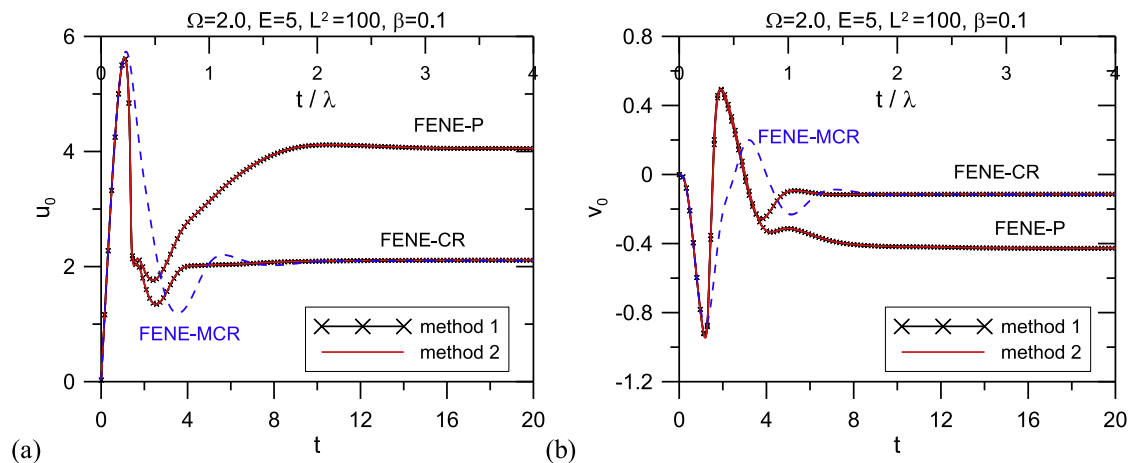 Ω=2.0, E=5, L²=100, β=0.1
6
4
2
0
u₀
0 1 2 3 4
t / λ
FENE-P
FENE-CR
FENE-MCR
method 1
method 2
0 4 8 12 16 20
t
(a)
Ω=2.0, E=5, L²=100, β=0.1
0.8
0.4
0
-0.4
-0.8
-1.2
v₀
0 1 2 3 4
t / λ
FENE-MCR
FENE-CR
FENE-P
method 1
method 2
0 4 8 12 16 20
t
(b)